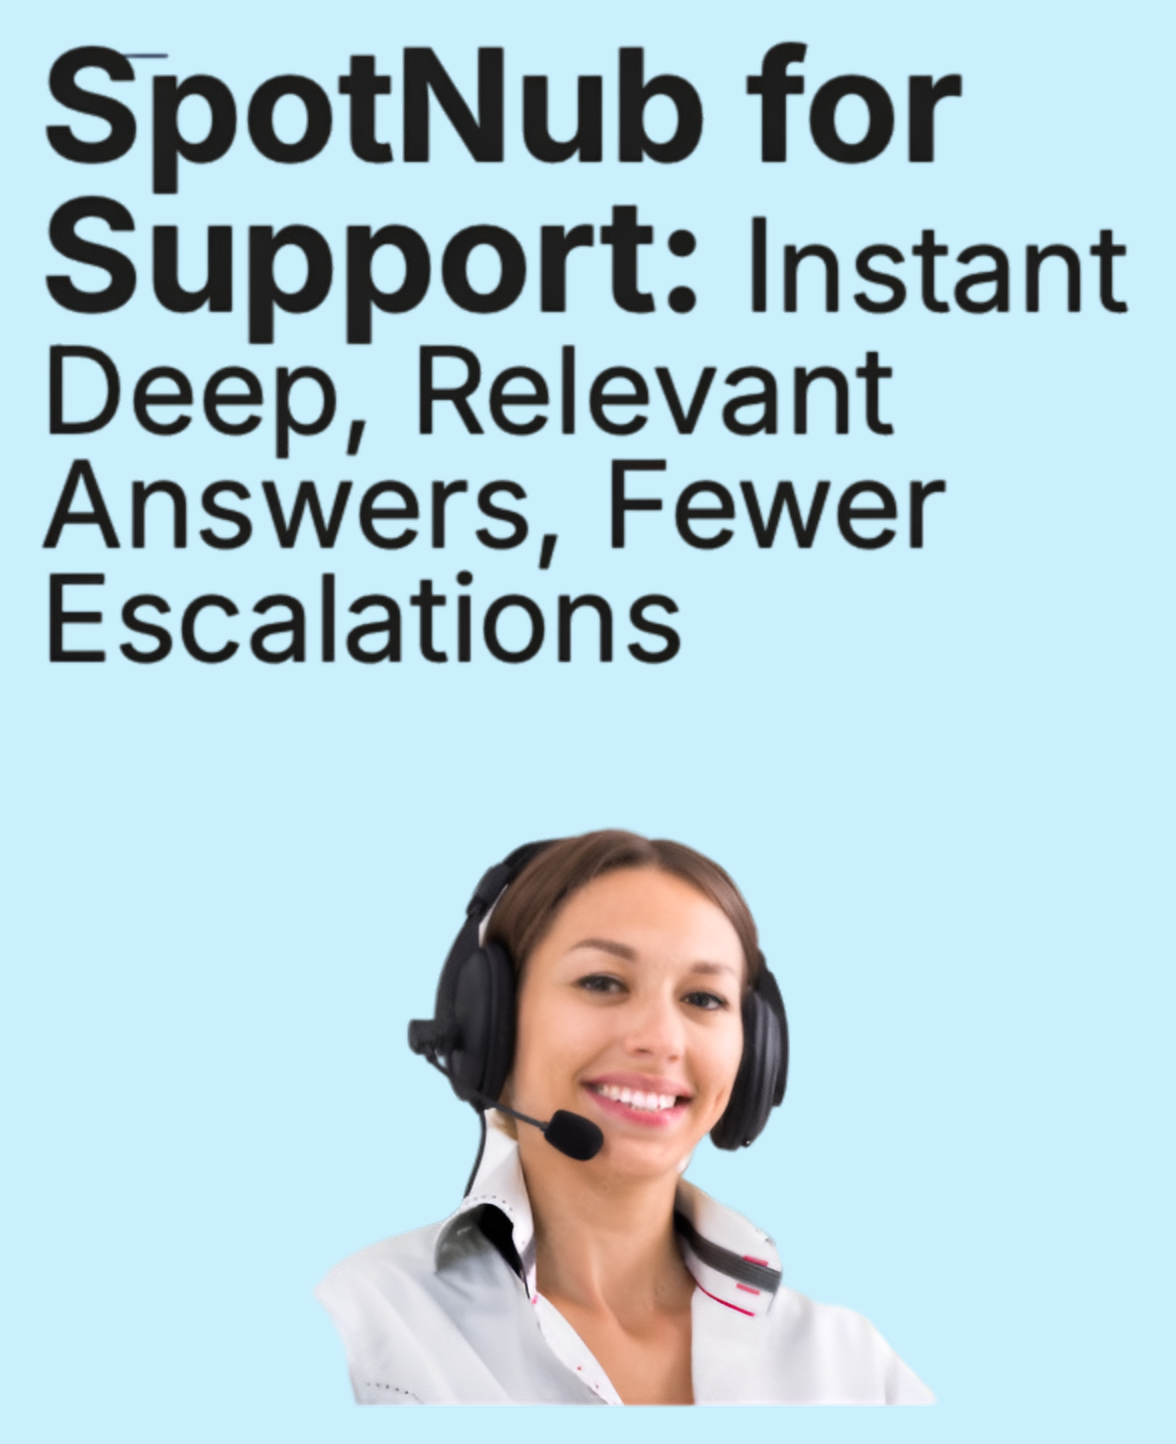 SpotNub for
Support: Instant
Deep, Relevant
Answers, Fewer
Escalations